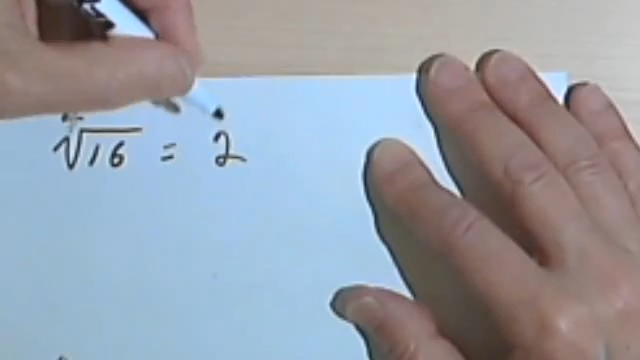 √16 = 2